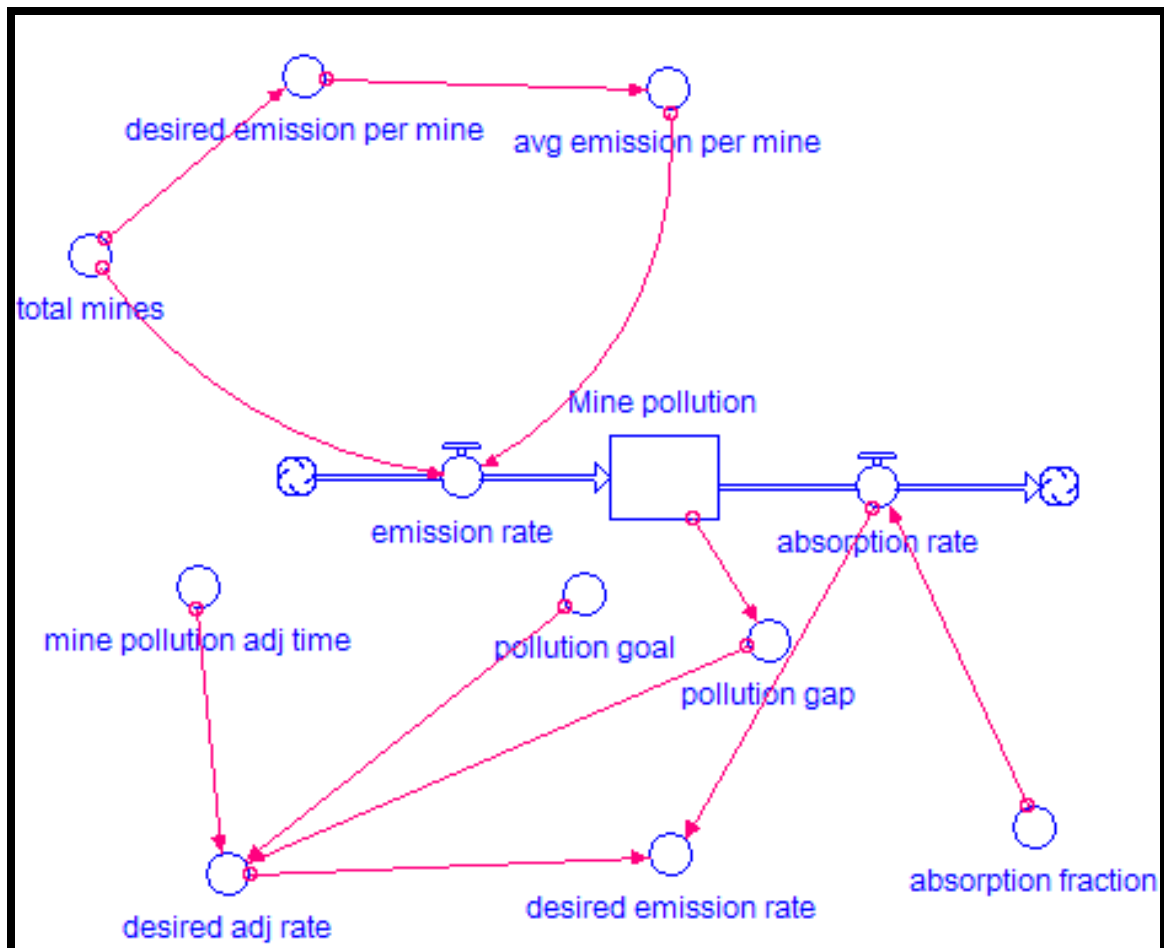 desired emission per mine
avg emission per mine
total mines
Mine pollution
emission rate
absorption rate
mine pollution adj time
pollution goal
pollution gap
absorption fraction
desired emission rate
desired adj rate